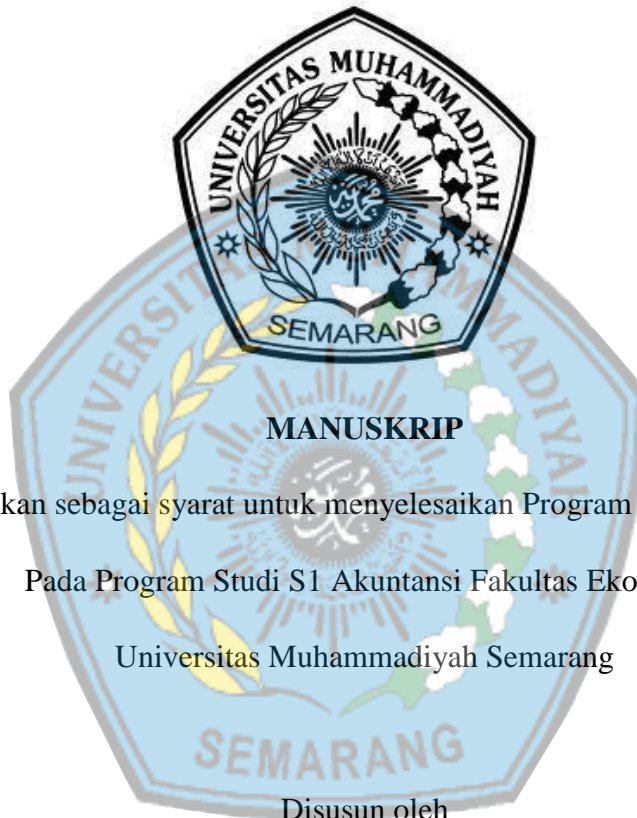 UNIVERSITAS MUHAMMADIYAH
SEMARANG
MANUSKRIP
kan sebagai syarat untuk menyelesaikan Program
Pada Program Studi S1 Akuntansi Fakultas Eko
Universitas Muhammadiyah Semarang
SEMARANG
Disusun oleh